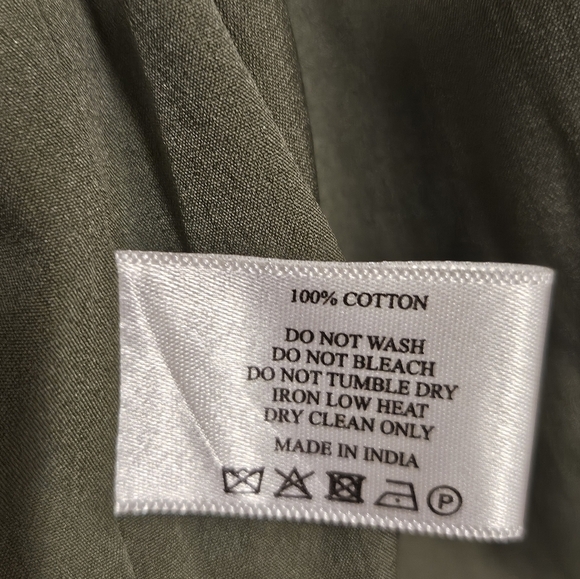 100% COTTON
DO NOT WASH
DO NOT BLEACH
DO NOT TUMBLE DRY
IRON LOW HEAT
DRY CLEAN ONLY
MADE IN INDIA
P